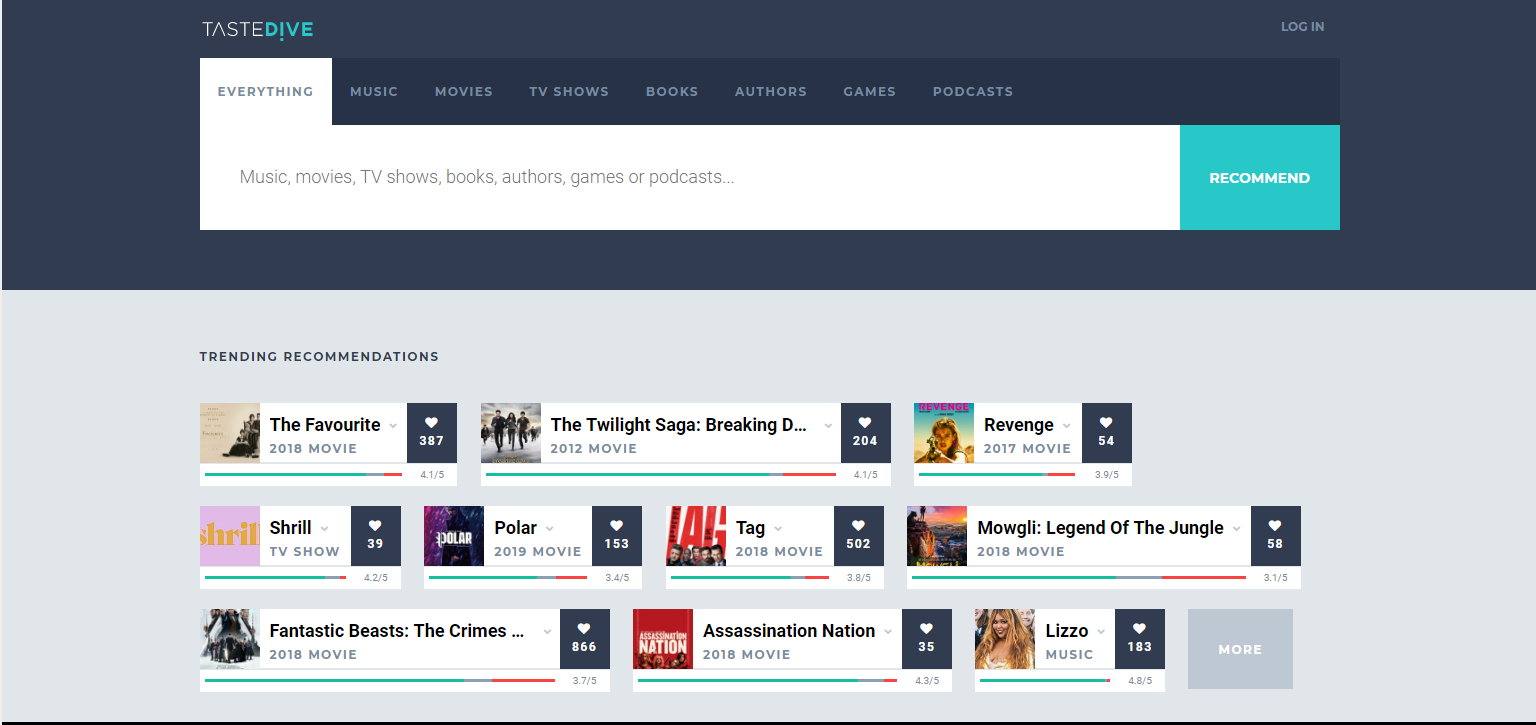 TASTEDIVE
LOG IN
EVERYTHING MUSIC MOVIES TV SHOWS BOOKS AUTHORS GAMES PODCASTS
Music, movies, TV shows, books, authors, games or podcasts...
RECOMMEND
TRENDING RECOMMENDATIONS
The Favourite
2018 MOVIE
387
4.1/5
The Twilight Saga: Breaking D...
2012 MOVIE
204
4.1/5
REVENGE
Revenge
2017 MOVIE
54
3.9/5
shrill
Shrill
TV SHOW
39
4.2/5
POLAR
Polar
2019 MOVIE
153
3.4/5
TAG
Tag
2018 MOVIE
502
3.8/5
Mowgli: Legend Of The Jungle
2018 MOVIE
58
3.1/5
Fantastic Beasts: The Crimes ...
2018 MOVIE
866
3.7/5
ASSASSINATION
NATION
Assassination Nation
2018 MOVIE
35
4.3/5
Lizzo
MUSIC
183
4.8/5
MORE